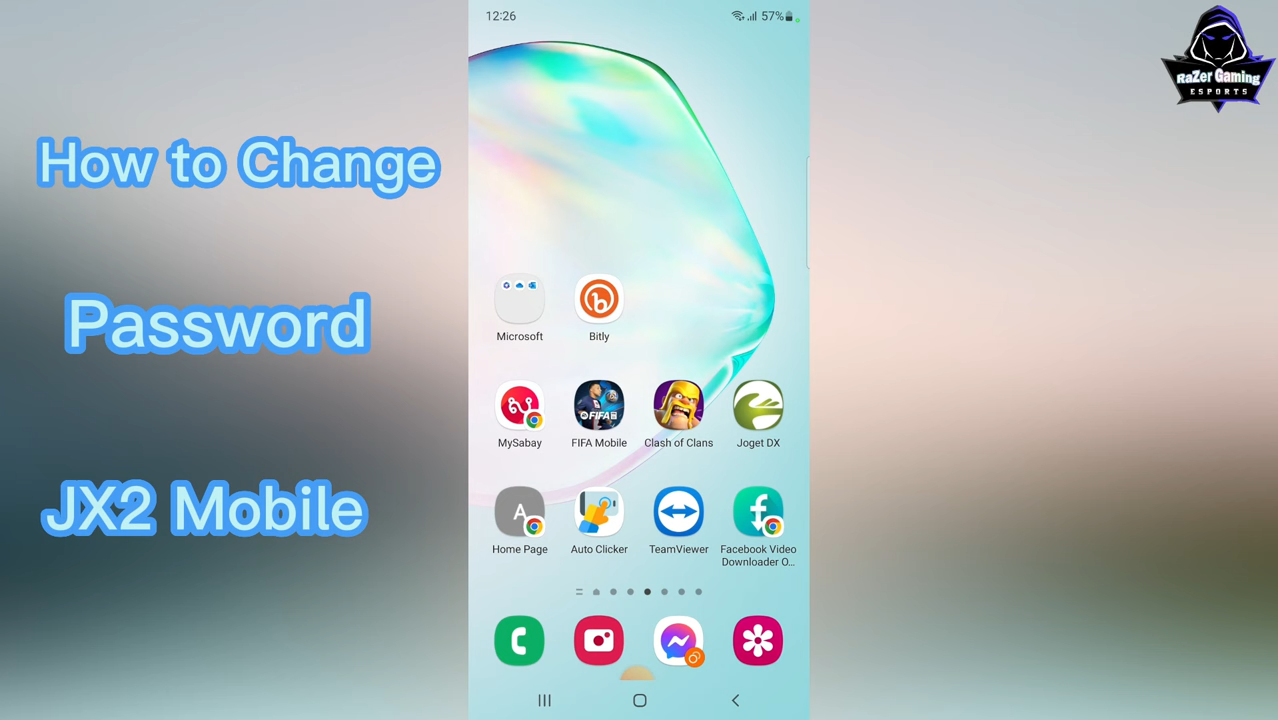 12:26
57%
RaZer Gaming
ESPORTS
How to Change
Password
JX2 Mobile
Microsoft
Bitly
MySabay
FIFA Mobile
Clash of Clans
Joget DX
A
Home Page
Auto Clicker
TeamViewer
Facebook Video
Downloader O...